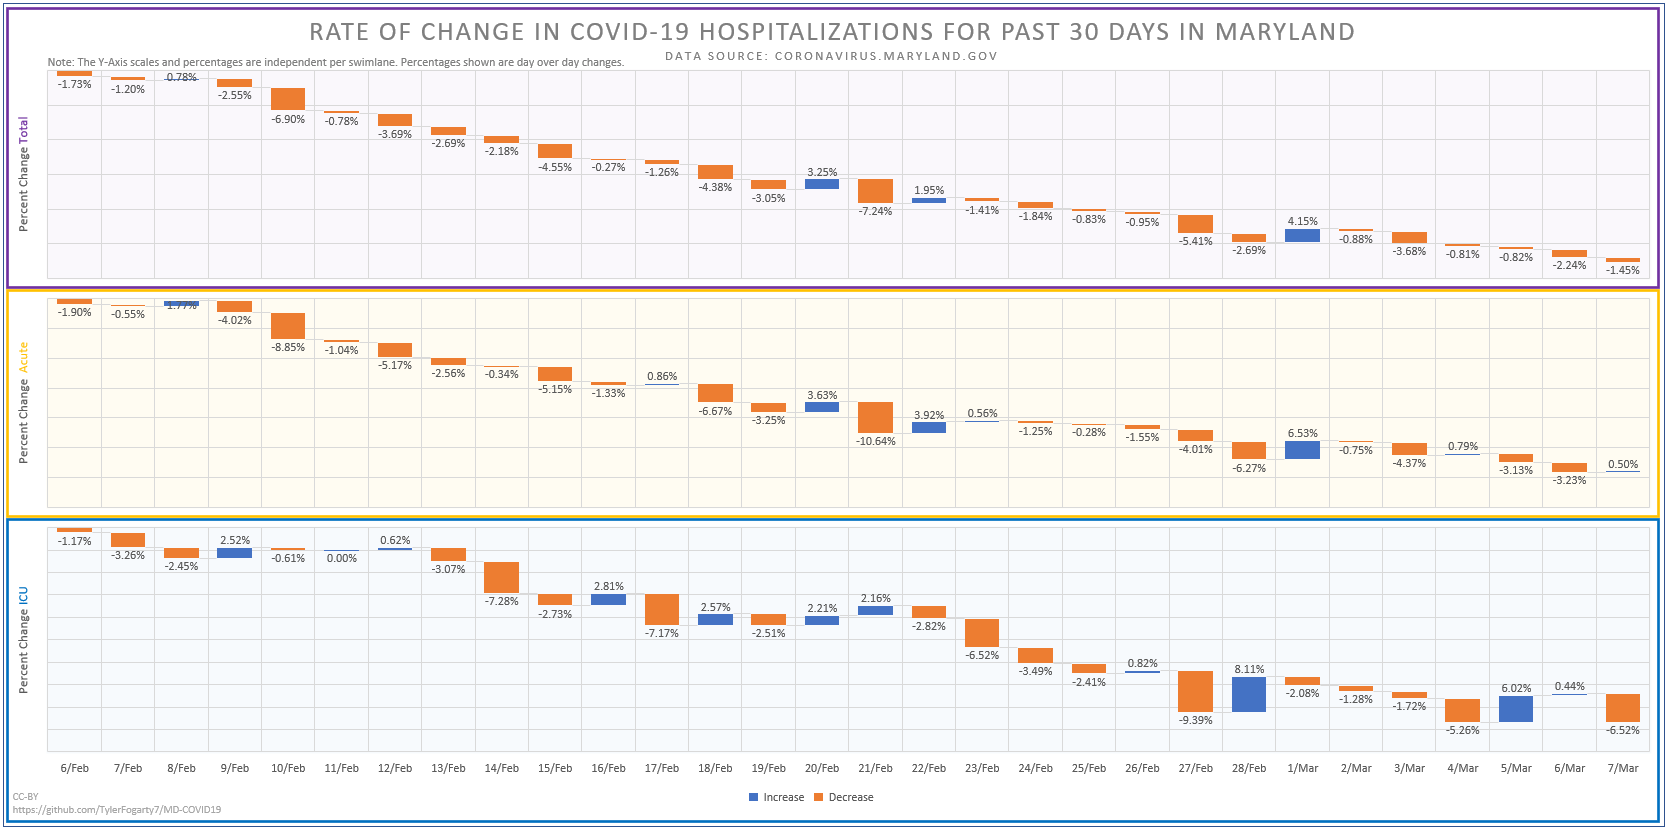 RATE OF CHANGE IN COVID-19 HOSPITALIZATIONS FOR PAST 30 DAYS IN MARYLAND
DATA SOURCE: CORONAVIRUS.MARYLAND.GOV
Note: The Y-Axis scales and percentages are independent per swimlane. Percentages shown are day over day changes.
Percent Change Total
-1.73% -1.20% 0.78% -2.55% -6.90% -0.78% -3.69% -2.69% -2.18% -4.55% -0.27% -1.26% -4.38% -3.05% 3.25% -7.24% 1.95% -1.41% -1.84% -0.83% -0.95% -5.41% -2.69% 4.15% -0.88% -3.68% -0.81% -0.82% -2.24% -1.45%
Percent Change Acute
-1.90% -0.55% 1.77% -4.02% -8.85% -1.04% -5.17% -2.56% -0.34% -5.15% -1.33% 0.86% -6.67% -3.25% 3.63% -10.64% 3.92% 0.56% -1.25% -0.28% -1.55% -4.01% -6.27% 6.53% -0.75% -4.37% 0.79% -3.13% -3.23% 0.50%
Percent Change ICU
-1.17% -3.26% -2.45% 2.52% -0.61% 0.00% 0.62% -3.07% -7.28% -2.73% 2.81% -7.17% 2.57% -2.51% 2.21% 2.16% -2.82% -6.52% -3.49% -2.41% 0.82% -9.39% 8.11% -2.08% -1.28% -1.72% -5.26% 6.02% 0.44% -6.52%
6/Feb 7/Feb 8/Feb 9/Feb 10/Feb 11/Feb 12/Feb 13/Feb 14/Feb 15/Feb 16/Feb 17/Feb 18/Feb 19/Feb 20/Feb 21/Feb 22/Feb 23/Feb 24/Feb 25/Feb 26/Feb 27/Feb 28/Feb 1/Mar 2/Mar 3/Mar 4/Mar 5/Mar 6/Mar 7/Mar
Increase Decrease
CC-BY
https://github.com/TylerFogarty7/MD-COVID19